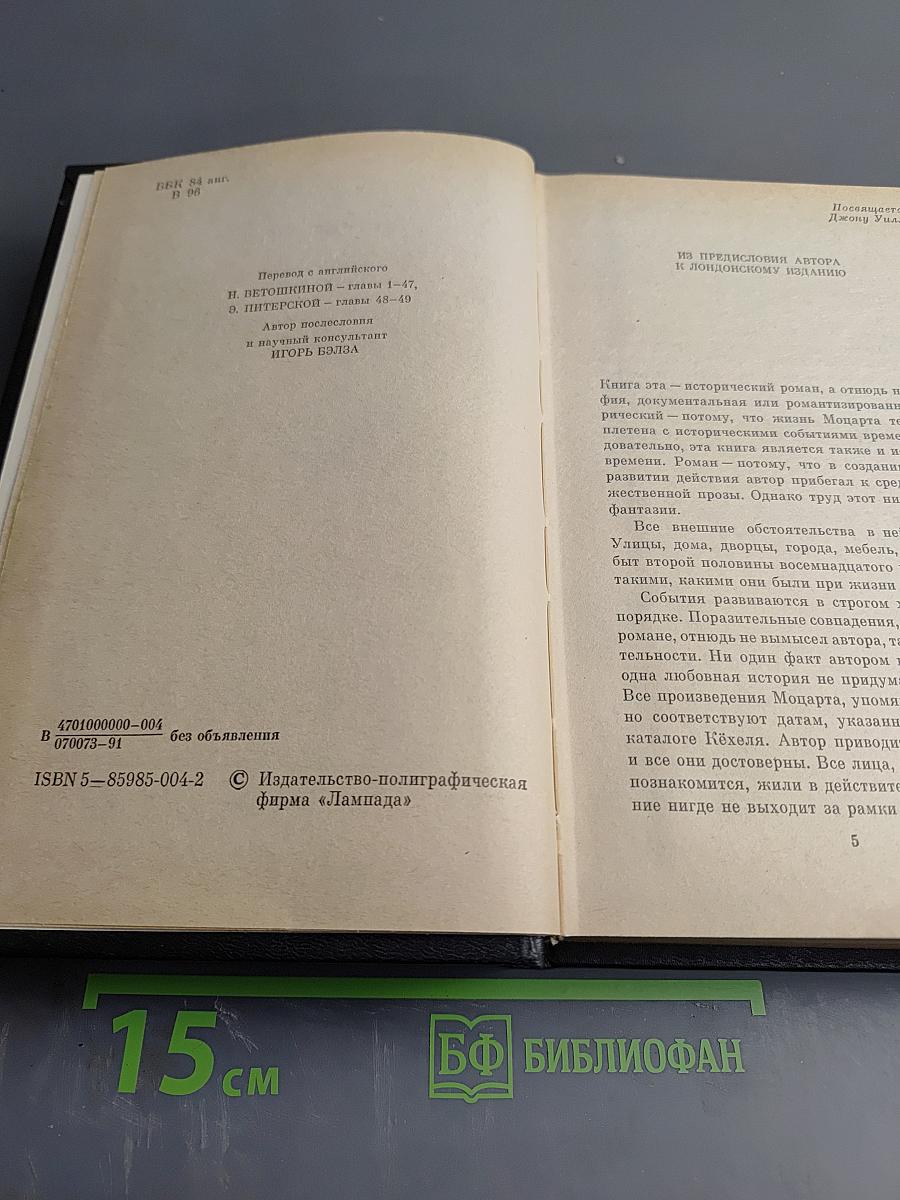 ББК 84 анг.
В 96
Перевод с английского
Н. ВЕТОШКИНОЙ — главы 1—47,
Э. ПИТЕРСКОЙ — главы 48—49
Автор послесловия
и научный консультант
ИГОРЬ БЭЛЗА
В 4701000000—004
070073—91 без объявления
ISBN 5—85985-004-2 © Издательство-полиграфическая
фирма «Лампада»
Посвящаетс
Джону Уил
ИЗ ПРЕДИСЛОВИЯ АВТОРА
К ЛОНДОНСКОМУ ИЗДАНИЮ
Книга эта — исторический роман, а отнюдь н
фия, документальная или романтизированн
рический — потому, что жизнь Моцарта те
плетена с историческими событиями време
довательно, эта книга является также и и
времени. Роман — потому, что в создани
развитии действия автор прибегал к сред
жественной прозы. Однако труд этот ни
фантазии.
Все внешние обстоятельства в не
Улицы, дома, дворцы, города, мебель,
быт второй половины восемнадцатого
такими, какими они были при жизни
События развиваются в строгом х
порядке. Поразительные совпадения,
романе, отнюдь не вымысел автора, та
тельности. Ни один факт автором н
одна любовная история не придума
Все произведения Моцарта, упомя
но соответствуют датам, указанн
каталоге Кёхеля. Автор приводи
и все они достоверны. Все лица,
познакомится, жили в действите
ние нигде не выходит за рамки
5
15 см
БФ БИБЛИОФАН